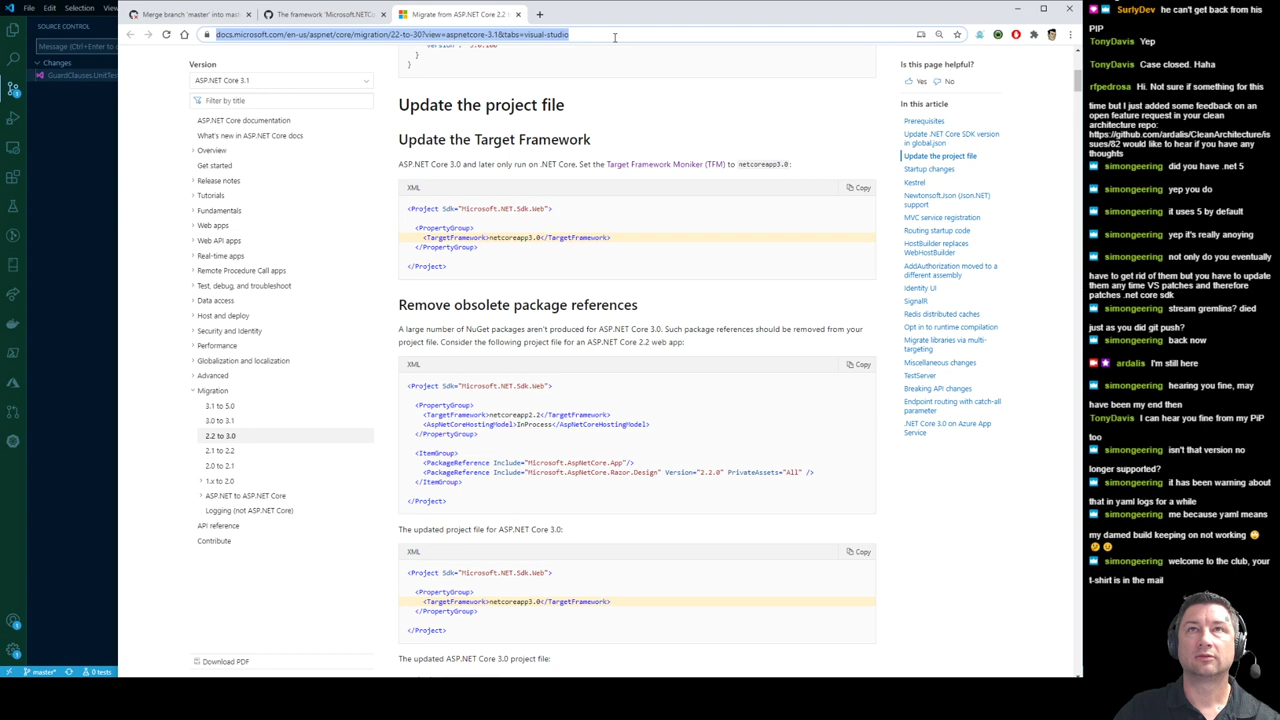 File
Edit
Sele
Merge branch 'master' into mast
The framework 'Microsoft.NETC
Migrate from ASP.NET Core 2.2
docs.microsoft.com/en-us/aspnet/core/migration/22-to-30?view=aspnetcore-3.1&tabs=visual-studio
SOURCE CONTROL
Message (Ctrl+Enter to
Changes
GuardClauses.UnitTes
master*
0 tests
Version
ASP.NET Core 3.1
Filter by title
ASP.NET Core documentation
What's new in ASP.NET Core docs
Overview
Get started
Release notes
Tutorials
Fundamentals
Web apps
Web API apps
Real-time apps
Remote Procedure Call apps
Test, debug, and troubleshoot
Data access
Host and deploy
Security and Identity
Performance
Globalization and localization
Advanced
Migration
3.1 to 5.0
3.0 to 3.1
2.2 to 3.0
2.1 to 2.2
2.0 to 2.1
1.x to 2.0
ASP.NET to ASP.NET Core
Logging (not ASP.NET Core)
API reference
Contribute
Download PDF
}
}
Update the project file
Update the Target Framework
ASP.NET Core 3.0 and later only run on .NET Core. Set the Target Framework Moniker (TFM) to netcoreapp3.0:
XML
Copy
<Project Sdk="Microsoft.NET.Sdk.Web">
<PropertyGroup>
<TargetFramework>netcoreapp3.0</TargetFramework>
</PropertyGroup>
</Project>
Remove obsolete package references
A large number of NuGet packages aren't produced for ASP.NET Core 3.0. Such package references should be removed from your
project file. Consider the following project file for an ASP.NET Core 2.2 web app:
XML
Copy
<Project Sdk="Microsoft.NET.Sdk.Web">
<PropertyGroup>
<TargetFramework>netcoreapp2.2</TargetFramework>
<AspNetCoreHostingModel>InProcess</AspNetCoreHostingModel>
</PropertyGroup>
<ItemGroup>
<PackageReference Include="Microsoft.AspNetCore.App"/>
<PackageReference Include="Microsoft.AspNetCore.Razor.Design" Version="2.2.0" PrivateAssets="All" />
</ItemGroup>
</Project>
The updated project file for ASP.NET Core 3.0:
XML
Copy
<Project Sdk="Microsoft.NET.Sdk.Web">
<PropertyGroup>
<TargetFramework>netcoreapp3.0</TargetFramework>
</PropertyGroup>
</Project>
The updated ASP.NET Core 3.0 project file:
Is this page helpful?
Yes
No
In this article
Prerequisites
Update .NET Core SDK version
in global.json
Update the project file
Startup changes
Kestrel
Newtonsoft.Json (Json.NET)
support
MVC service registration
Routing startup code
HostBuilder replaces
WebHostBuilder
AddAuthorization moved to a
different assembly
Identity UI
SignalR
Redis distributed caches
Opt in to runtime compilation
Migrate libraries via multi-
targeting
Miscellaneous changes
TestServer
Breaking API changes
Endpoint routing with catch-all
parameter
.NET Core 3.0 on Azure App
Service
SurlyDev he can't get back from his
PIP
TonyDavis Yep
TonyDavis Case closed. Haha
rfpedrosa Hi. Not sure if something for this
time but I just added some feedback on an
open feature request in your clean
architecture repo:
https://github.com/ardalis/CleanArchitecture/is
sues/82 would like to hear if you have any
thoughts
simongeering did you have .net 5
simongeering yep you do
simongeering it uses 5 by default
simongeering yep it's really anoying
simongeering not only do you eventually
have to get rid of them but you have to update
them any time VS patches and therefore
patches .net core sdk
simongeering stream gremlins? died
just as you did git push?
simongeering back now
ardalis I'm still here
simongeering hearing you fine, may
have been my end then
TonyDavis I can hear you fine from my PiP
too
simongeering isn't that version no
longer supported?
simongeering it has been warning about
that in yaml logs for a while
simongeering me because yaml means
my damed build keeping on not working
simongeering welcome to the club, your
t-shirt is in the mail